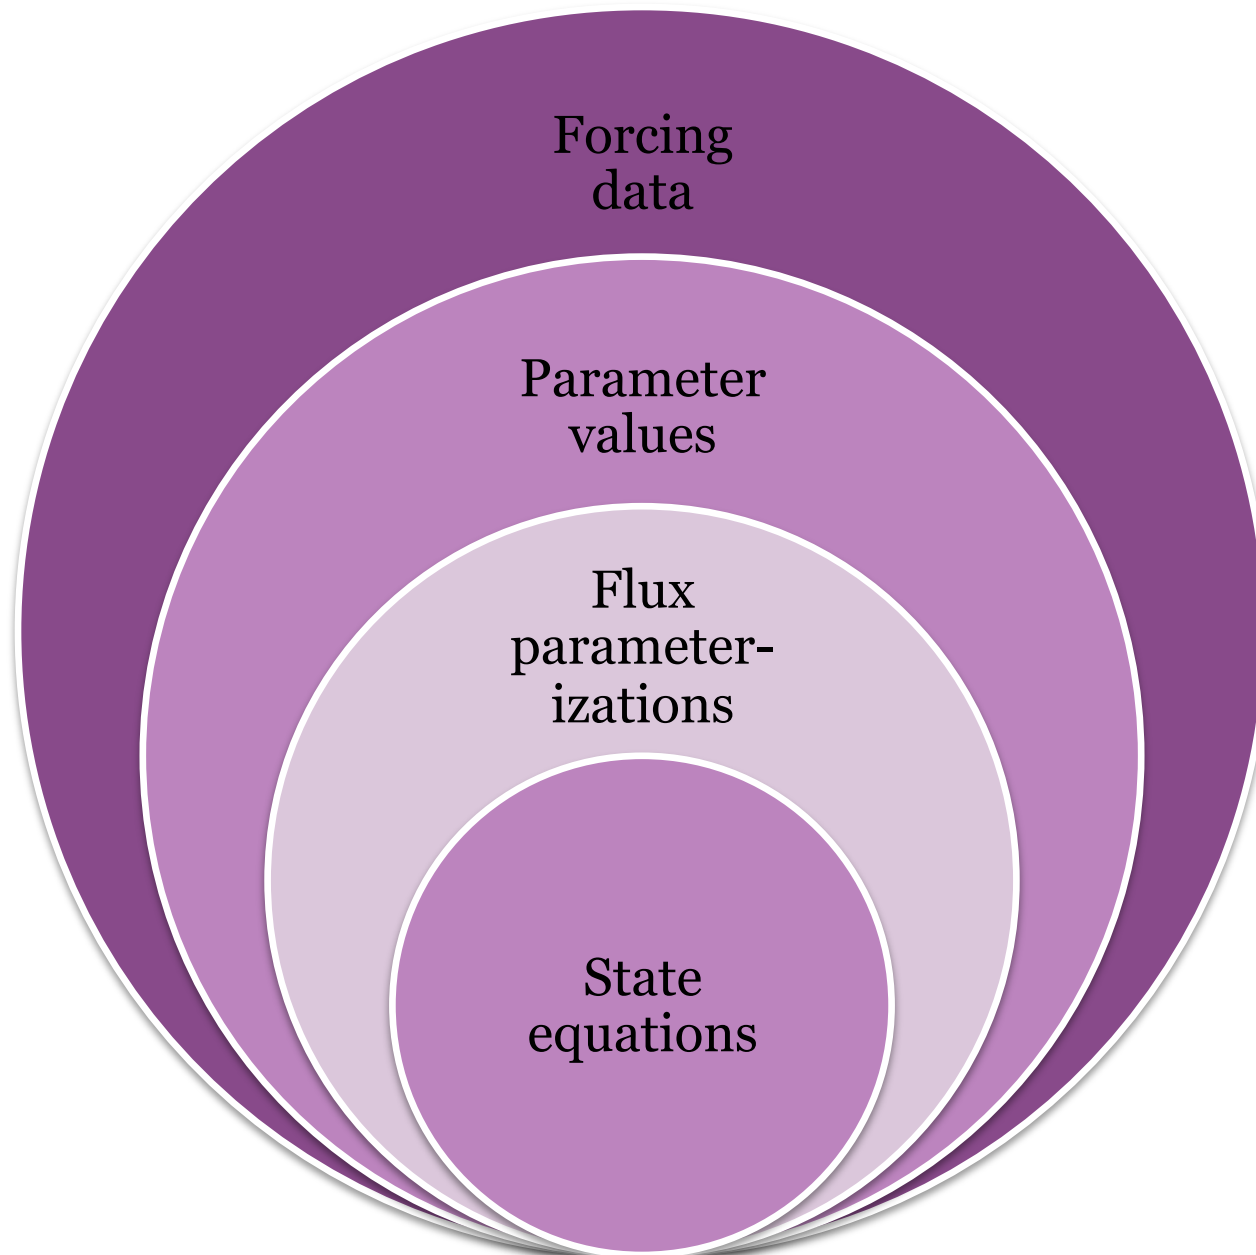 Forcing
data
Parameter
values
Flux
parameter-
izations
State
equations